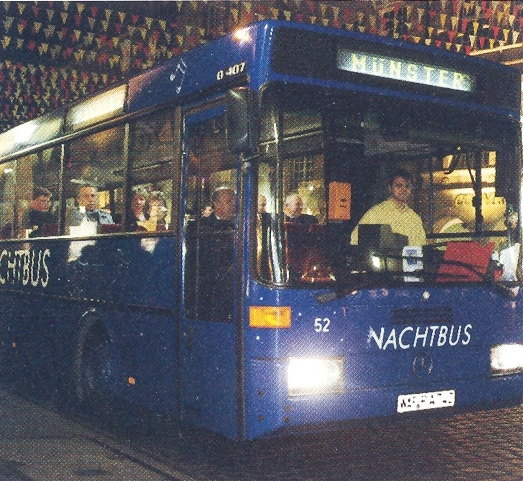 MÜNSTER
O 407
NACHTBUS
52
NACHTBUS